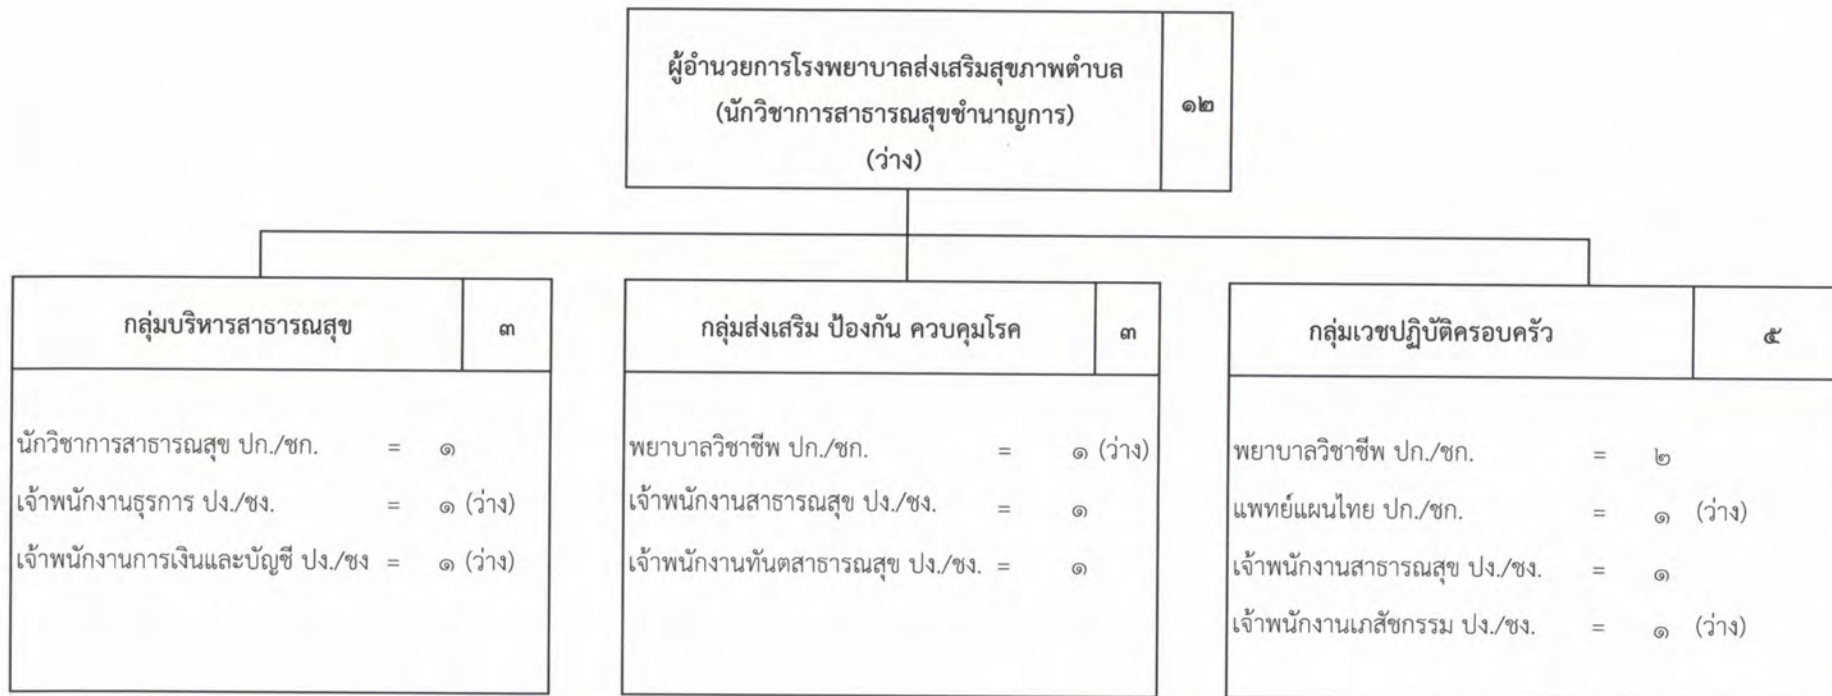 ผู้อำนวยการโรงพยาบาลส่งเสริมสุขภาพตำบล
(นักวิชาการสาธารณสุขชำนาญการ)
(ว่าง)
๑๒
กลุ่มบริหารสาธารณสุข ๓
นักวิชาการสาธารณสุข ปก./ชก. = ๑
เจ้าพนักงานธุรการ ปง./ชง. = ๑ (ว่าง)
เจ้าพนักงานการเงินและบัญชี ปง./ชง = ๑ (ว่าง)
กลุ่มส่งเสริม ป้องกัน ควบคุมโรค ๓
พยาบาลวิชาชีพ ปก./ชก. = ๑ (ว่าง)
เจ้าพนักงานสาธารณสุข ปง./ชง. = ๑
เจ้าพนักงานทันตสาธารณสุข ปง./ชง. = ๑
กลุ่มเวชปฏิบัติครอบครัว ๕
พยาบาลวิชาชีพ ปก./ชก. = ๒
แพทย์แผนไทย ปก./ชก. = ๑ (ว่าง)
เจ้าพนักงานสาธารณสุข ปง./ชง. = ๑
เจ้าพนักงานเภสัชกรรม ปง./ชง. = ๑ (ว่าง)